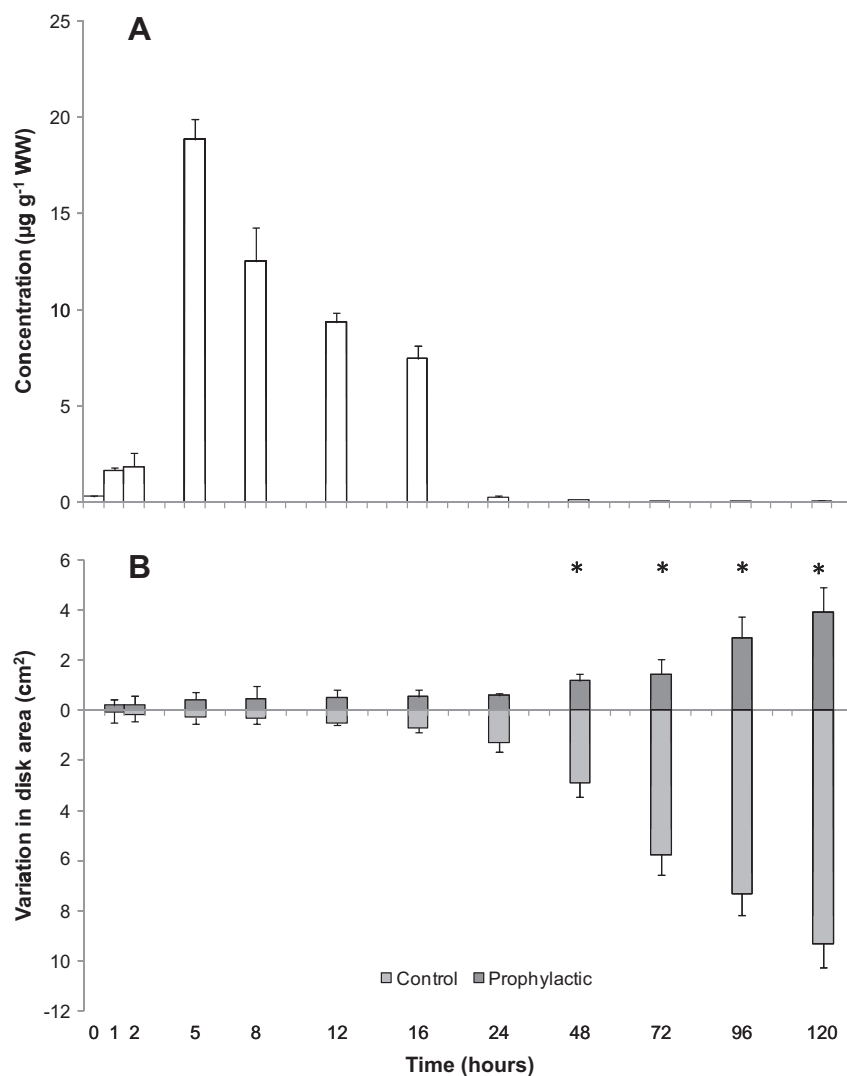 A
25
20
15
10
5
0
Concentration (µg g⁻¹ WW)
B
* * * *
6
4
2
0
2
4
6
8
10
-12
Variation in disk area (cm²)
Control Prophylactic
0 1 2 5 8 12 16 24 48 72 96 120
Time (hours)